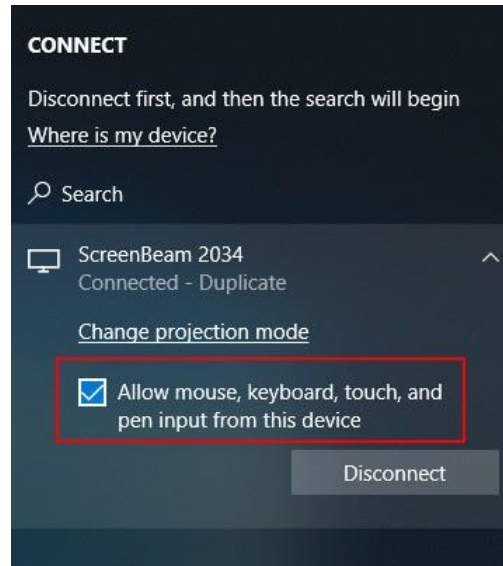 CONNECT
Disconnect first, and then the search will begin
Where is my device?
Search
ScreenBeam 2034
Connected - Duplicate
Change projection mode
Allow mouse, keyboard, touch, and
pen input from this device
Disconnect